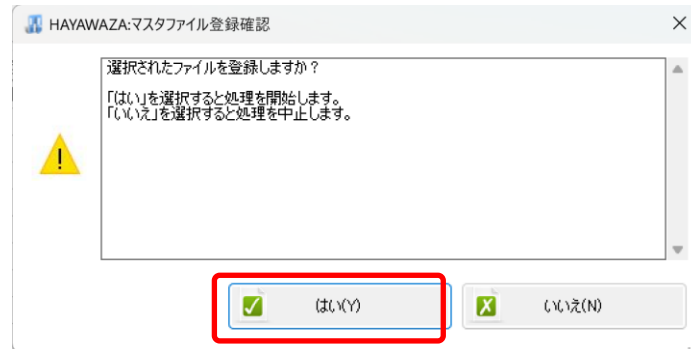 HAYAWAZA:マスタファイル登録確認
選択されたファイルを登録しますか？
「はい」を選択すると処理を開始します。
「いいえ」を選択すると処理を中止します。
はい(Y)
いいえ(N)